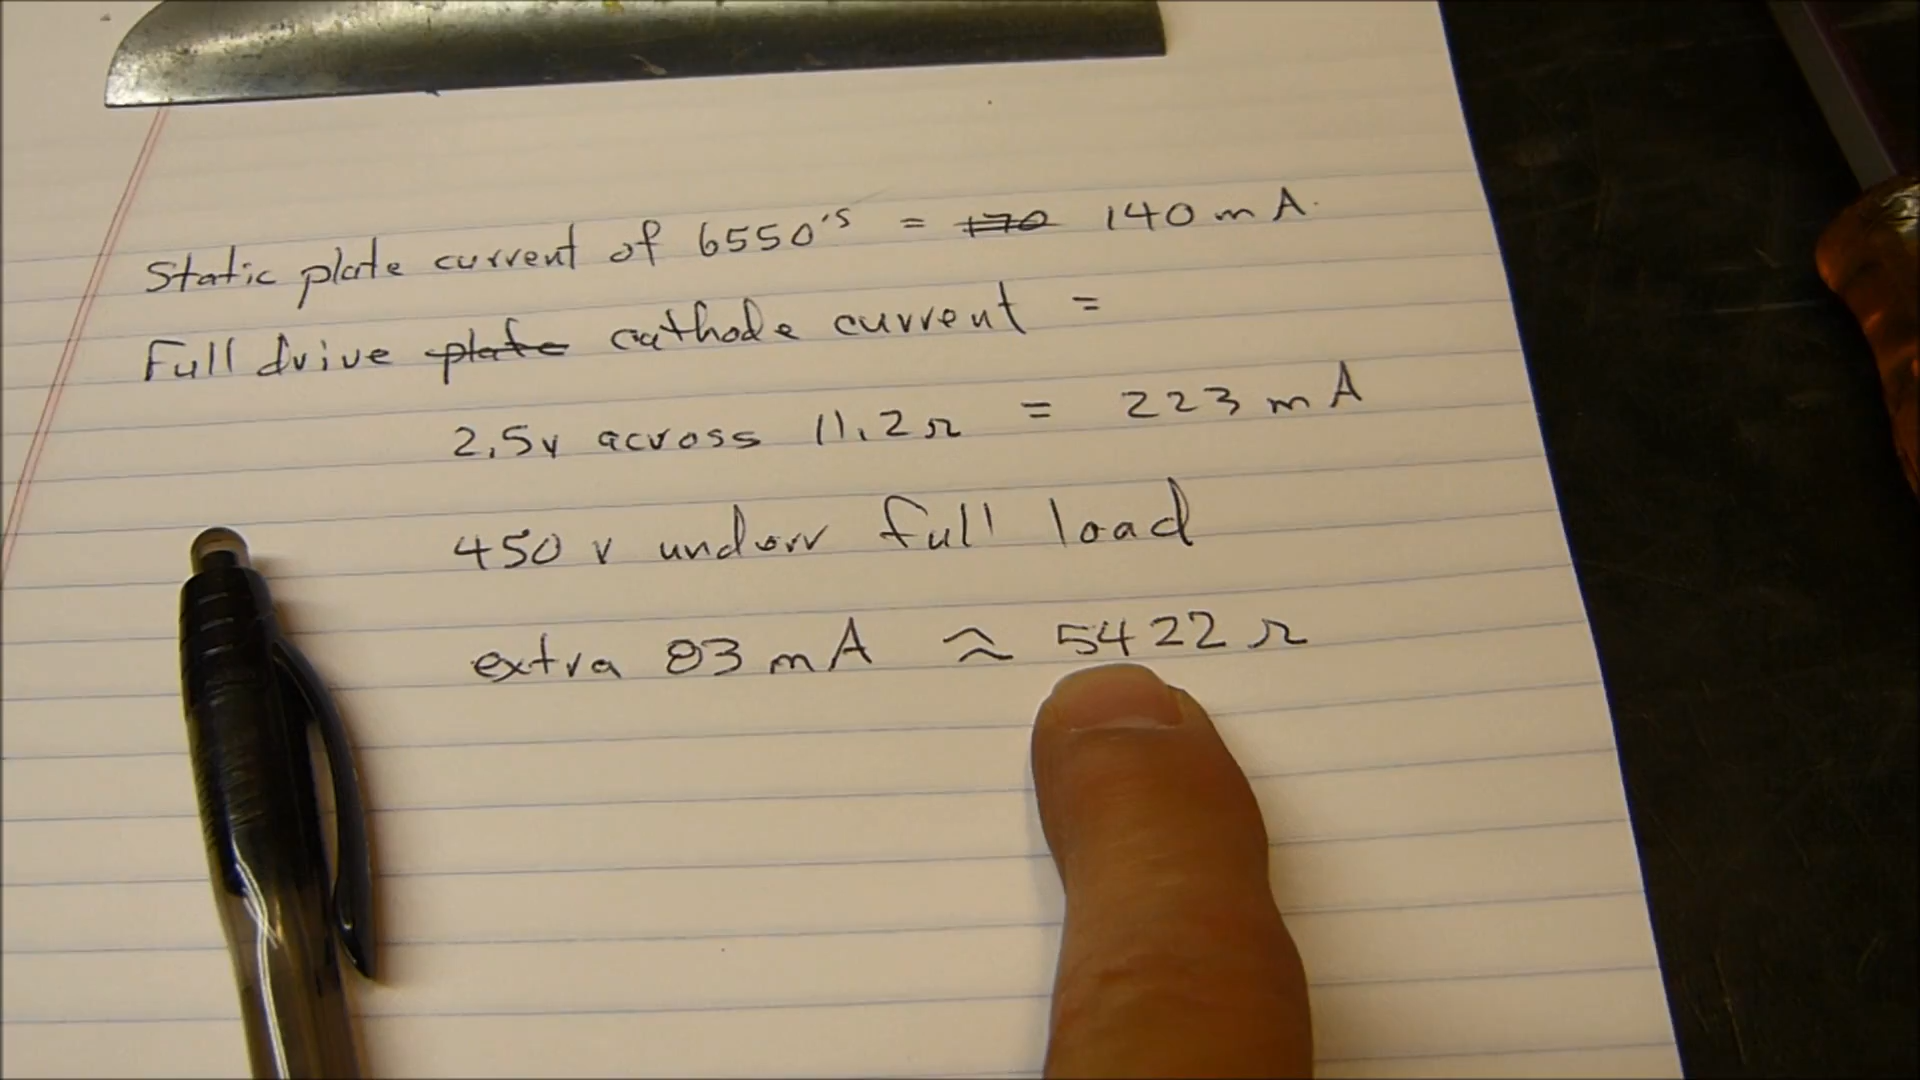 Static plate current of 6550's = 170 140 mA.
Full drive plate cathode current =
2.5v across 11.2Ω = 223 mA
450 v under full load
extra 83 mA ≈ 5422 Ω